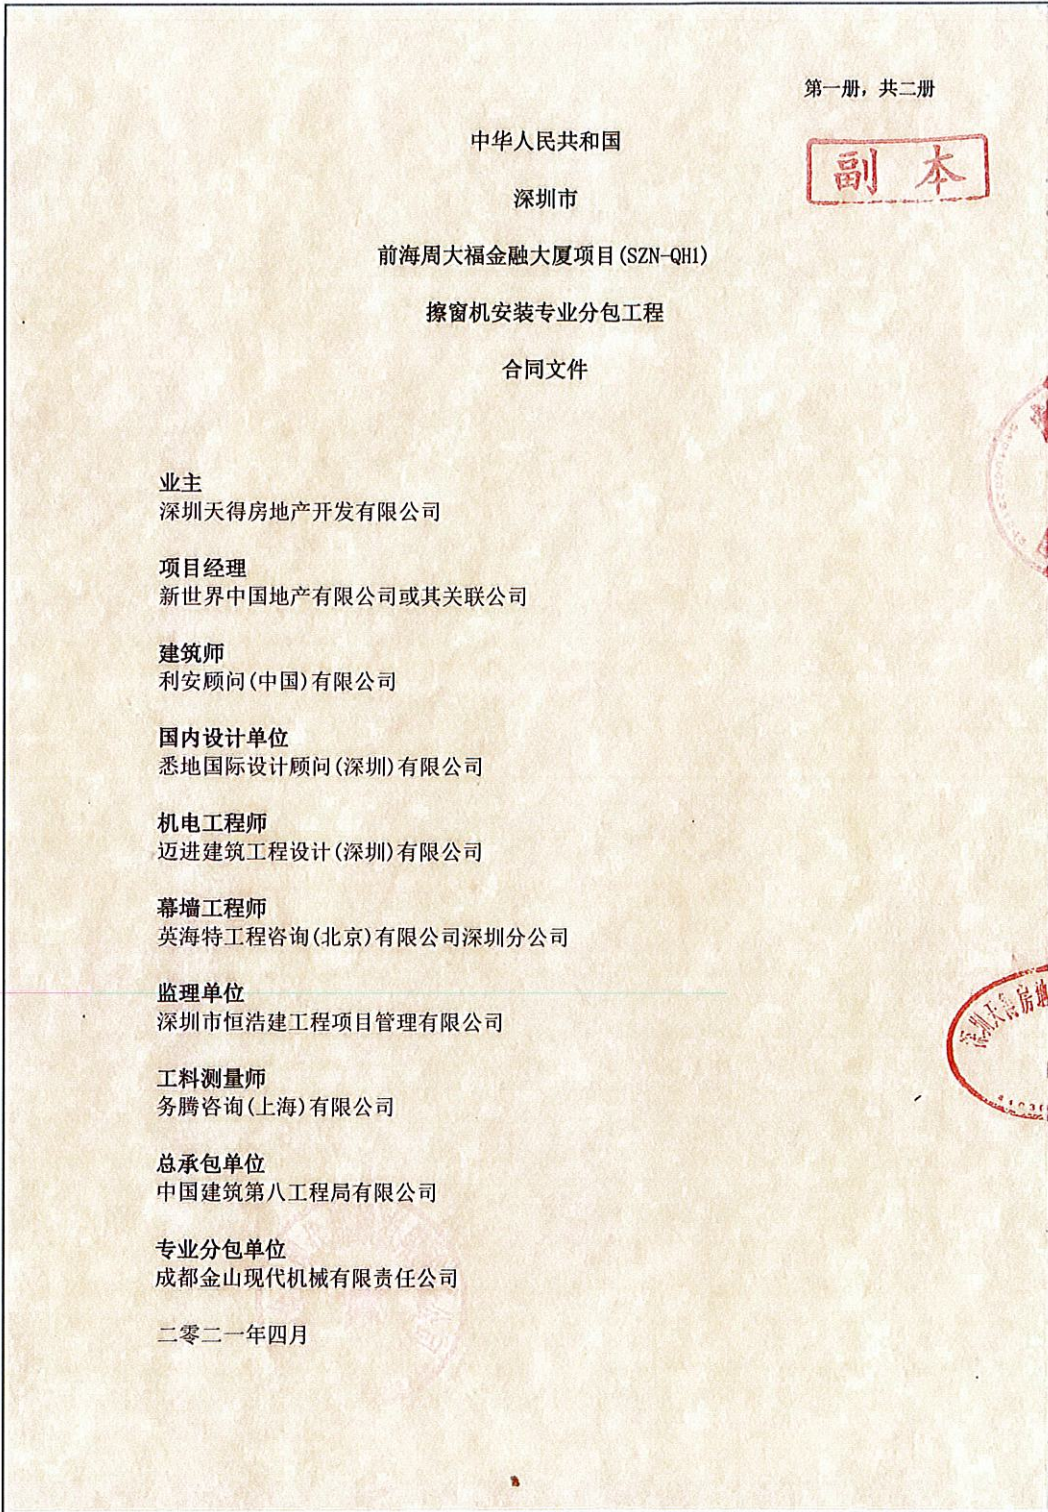 第一册，共二册
副 本
中华人民共和国
深圳市
前海周大福金融大厦项目(SZN-QH1)
擦窗机安装专业分包工程
合同文件
业主
深圳天得房地产开发有限公司
项目经理
新世界中国地产有限公司或其关联公司
建筑师
利安顾问(中国)有限公司
国内设计单位
悉地国际设计顾问(深圳)有限公司
机电工程师
迈进建筑工程设计(深圳)有限公司
幕墙工程师
英海特工程咨询(北京)有限公司深圳分公司
监理单位
深圳市恒浩建工程项目管理有限公司
深圳天得房地
工料测量师
务腾咨询(上海)有限公司
总承包单位
中国建筑第八工程局有限公司
专业分包单位
成都金山现代机械有限责任公司
二零二一年四月